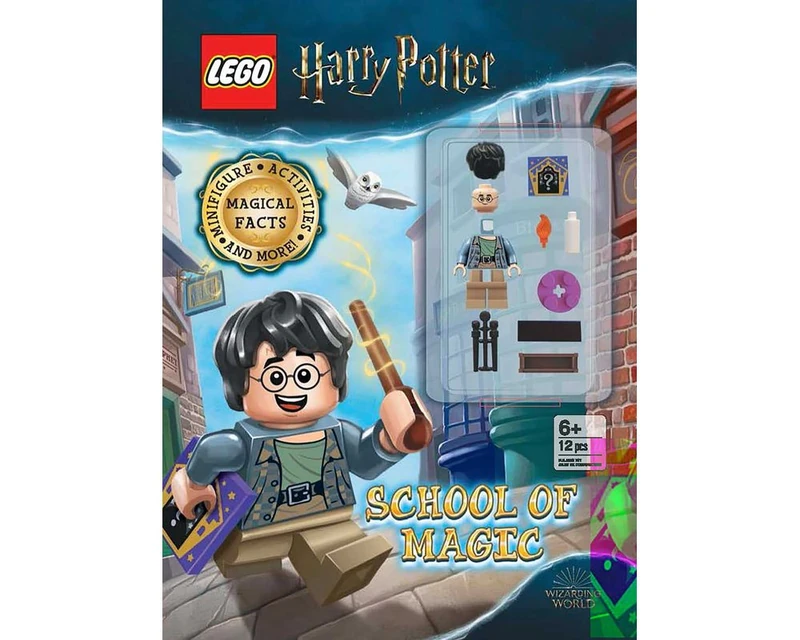 LEGO
Harry Potter
MINIFIGURE • ACTIVITIES
MAGICAL
FACTS
• AND MORE! •
?
6+
12 pcs
SCHOOL OF
MAGIC
WIZARDING
WORLD